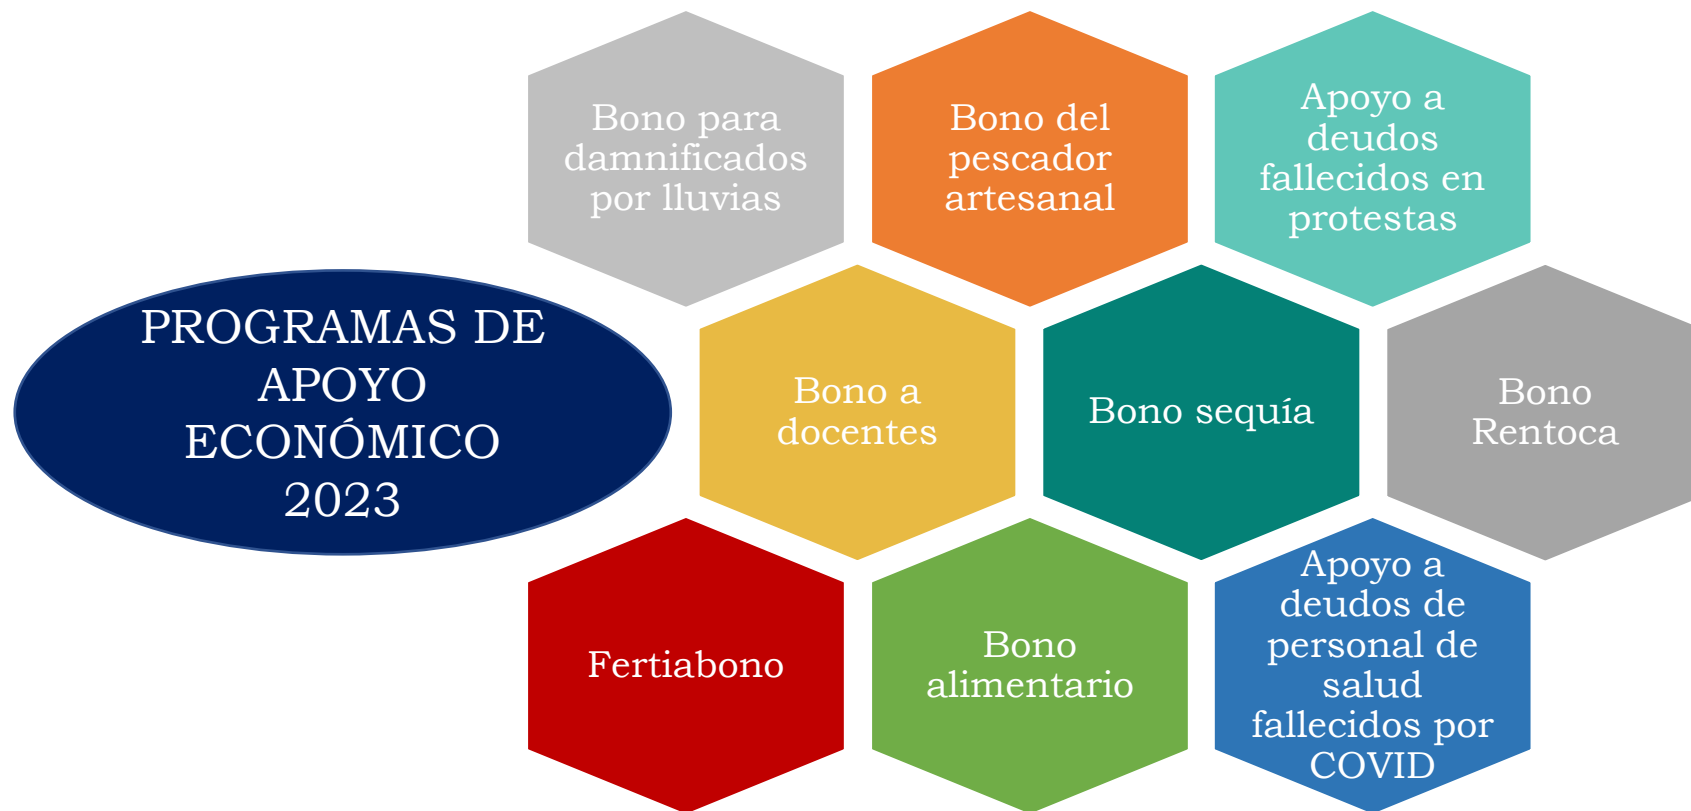 PROGRAMAS DE
APOYO
ECONÓMICO
2023
Bono para
damnificados
por lluvias
Bono del
pescador
artesanal
Apoyo a
deudos
fallecidos en
protestas
Bono a
docentes
Bono sequía
Bono
Rentoca
Fertiabono
Bono
alimentario
Apoyo a
deudos de
personal de
salud
fallecidos por
COVID